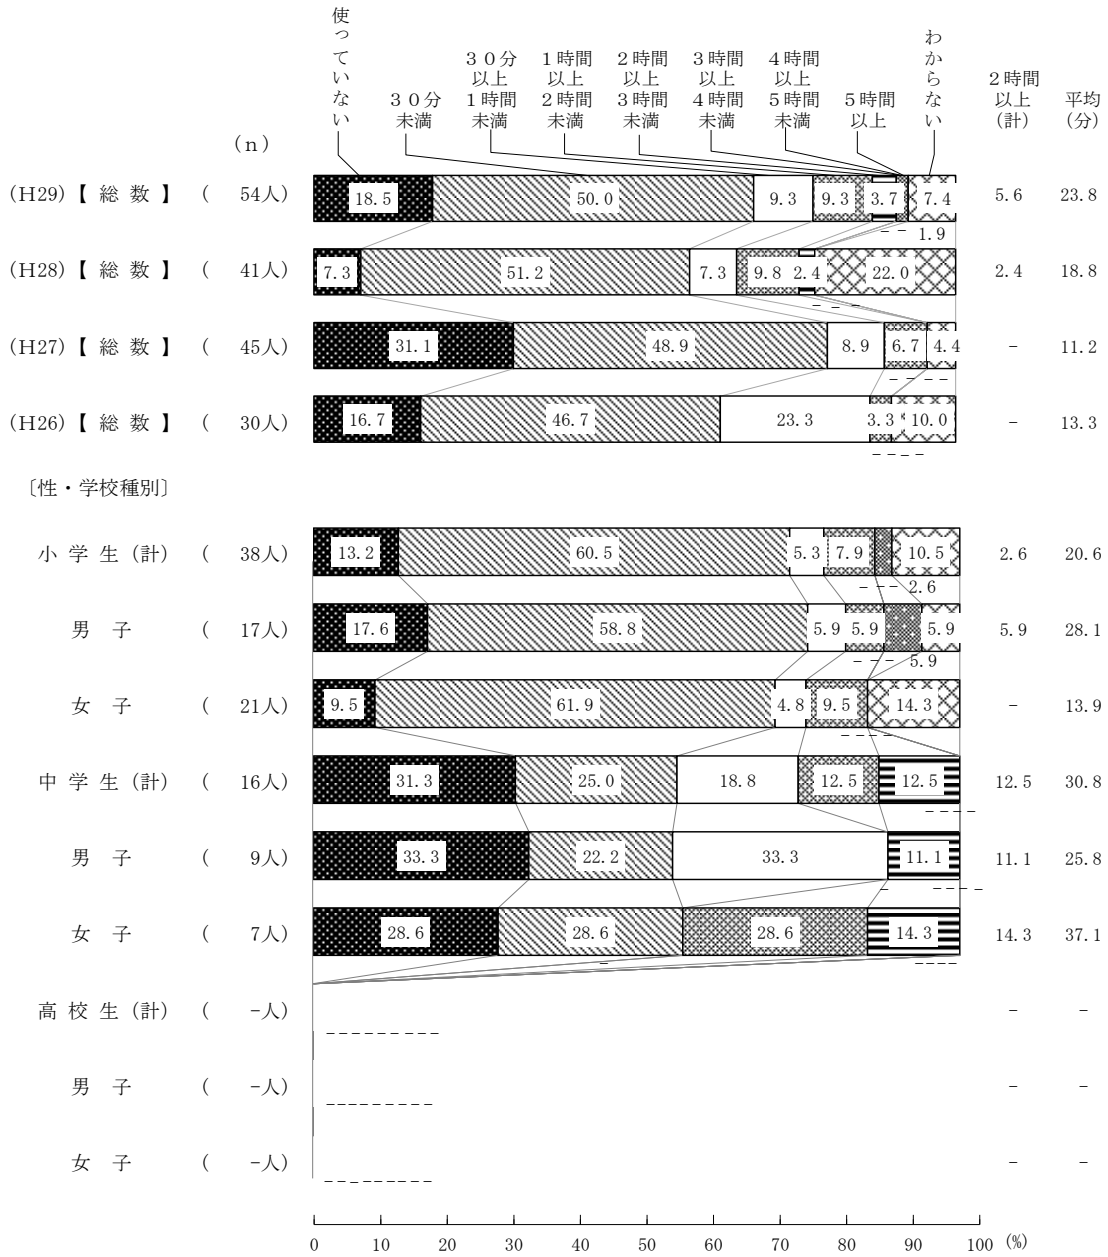 使っていない
３０分
未満
３０分
以上
１時間
未満
１時間
以上
２時間
未満
２時間
以上
３時間
未満
３時間
以上
４時間
未満
４時間
以上
５時間
未満
５時間
以上
わからない
２時間
以上
(計)
平均
(分)
(ｎ)
(H29)【 総 数 】 ( 54人) 18.5 50.0 9.3 9.3 3.7 7.4 5.6 23.8
- - 1.9
(H28)【 総 数 】 ( 41人) 7.3 51.2 7.3 9.8 2.4 22.0 2.4 18.8
- - - -
(H27)【 総 数 】 ( 45人) 31.1 48.9 8.9 6.7 4.4 - 11.2
- - - - -
(H26)【 総 数 】 ( 30人) 16.7 46.7 23.3 3.3 10.0 - 13.3
- - - - -
〔性・学校種別〕
小 学 生 (計) ( 38人) 13.2 60.5 5.3 7.9 10.5 2.6 20.6
- - - - 2.6
男 子 ( 17人) 17.6 58.8 5.9 5.9 5.9 5.9 28.1
- - - - 5.9
女 子 ( 21人) 9.5 61.9 4.8 9.5 14.3 - 13.9
- - - - -
中 学 生 (計) ( 16人) 31.3 25.0 18.8 12.5 12.5 12.5 30.8
- - - -
男 子 ( 9人) 33.3 22.2 33.3 11.1 11.1 25.8
- - - - -
女 子 ( 7人) 28.6 28.6 28.6 14.3 14.3 37.1
- - - - -
高 校 生 (計) ( -人) - -
- - - - - - - - -
男 子 ( -人) - -
- - - - - - - - -
女 子 ( -人) - -
- - - - - - - - -
0 10 20 30 40 50 60 70 80 90 100 (%)